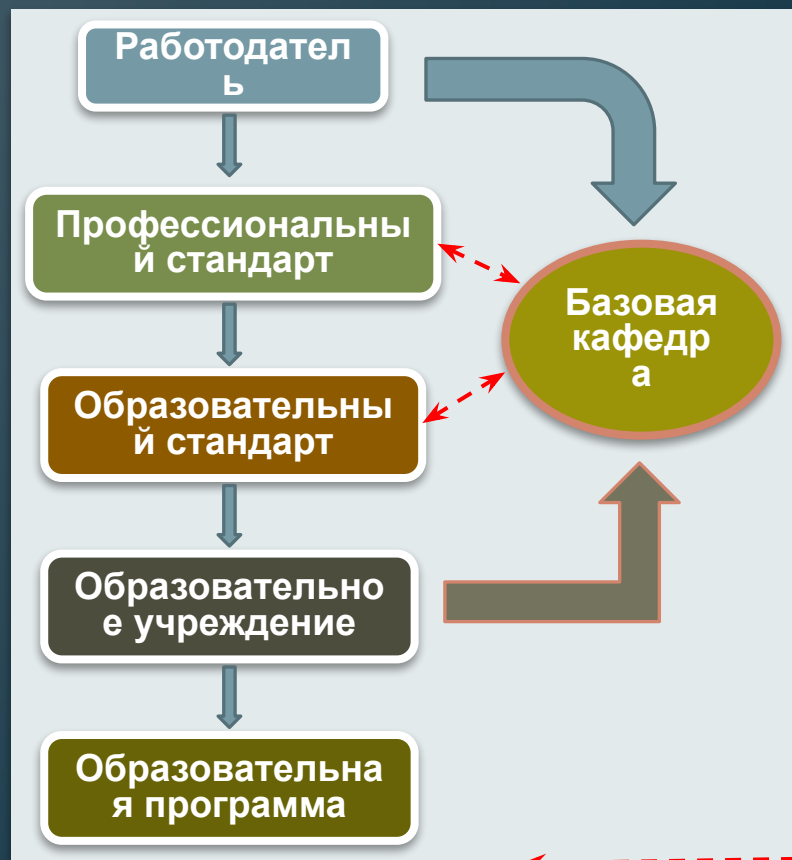 Работодател
ь
Профессиональны
й стандарт
Базовая
кафедр
а
Образовательны
й стандарт
Образовательно
е учреждение
Образовательна
я программа